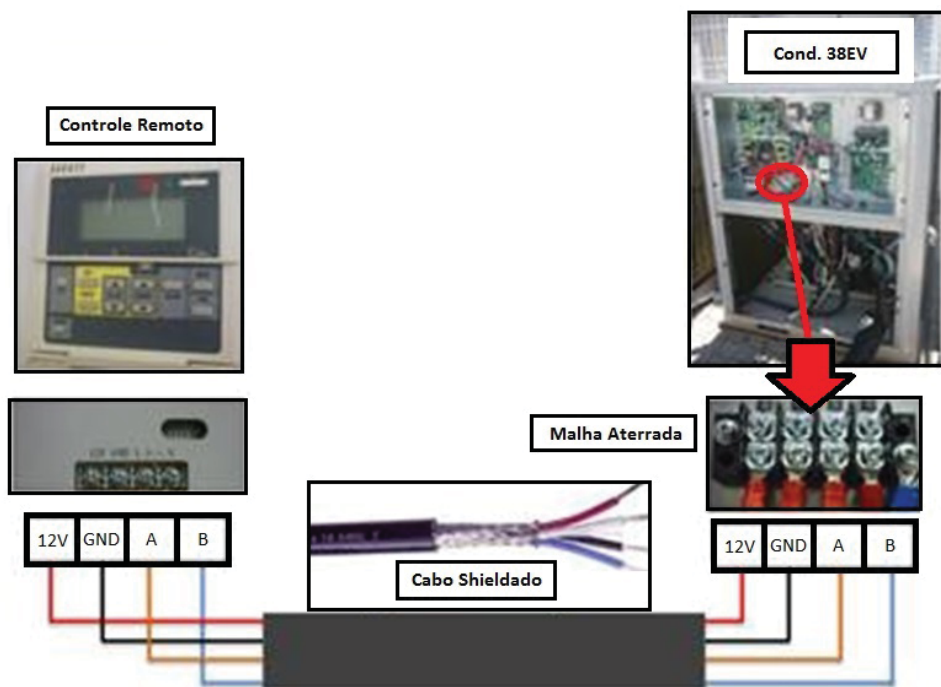 Cond. 38EV
Controle Remoto
Malha Aterrada
12V GND A B
Cabo Shieldado
12V GND A B